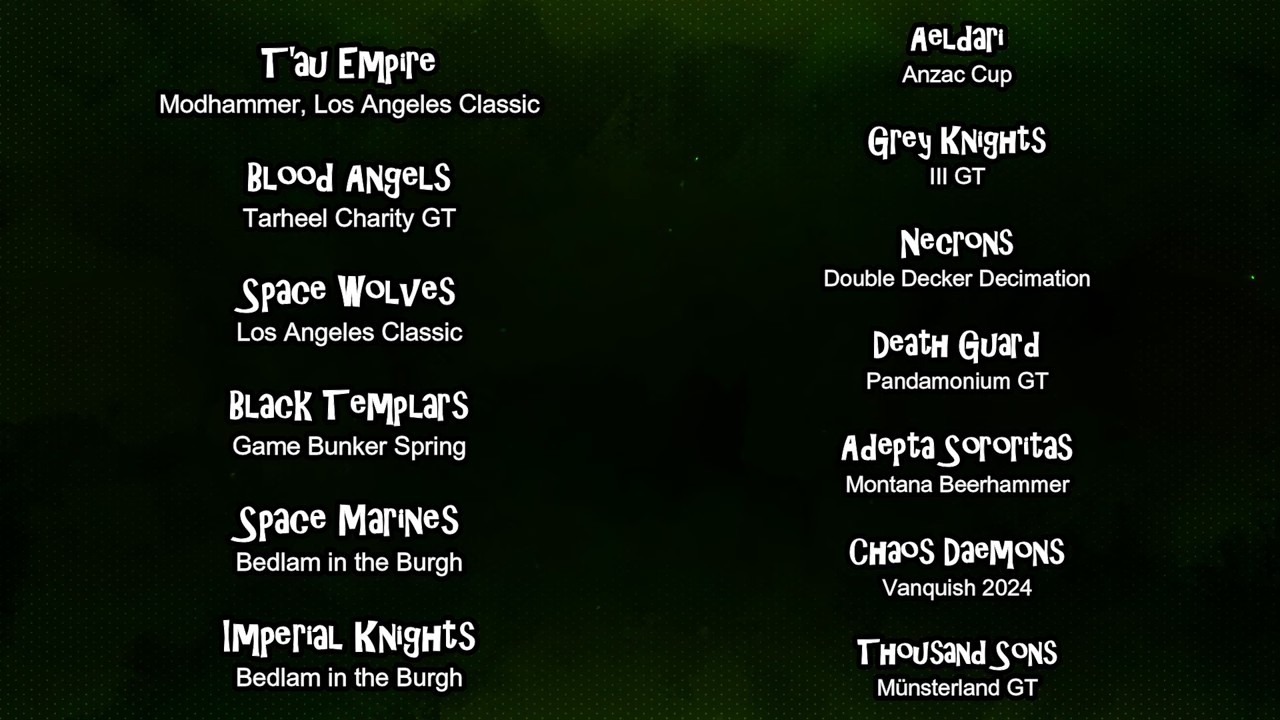 T'au Empire
Modhammer, Los Angeles Classic
Blood Angels
Tarheel Charity GT
Space Wolves
Los Angeles Classic
Black Templars
Game Bunker Spring
Space Marines
Bedlam in the Burgh
Imperial Knights
Bedlam in the Burgh
Aeldari
Anzac Cup
Grey Knights
III GT
Necrons
Double Decker Decimation
Death Guard
Pandamonium GT
Adepta Sororitas
Montana Beerhammer
Chaos Daemons
Vanquish 2024
Thousand Sons
Münsterland GT